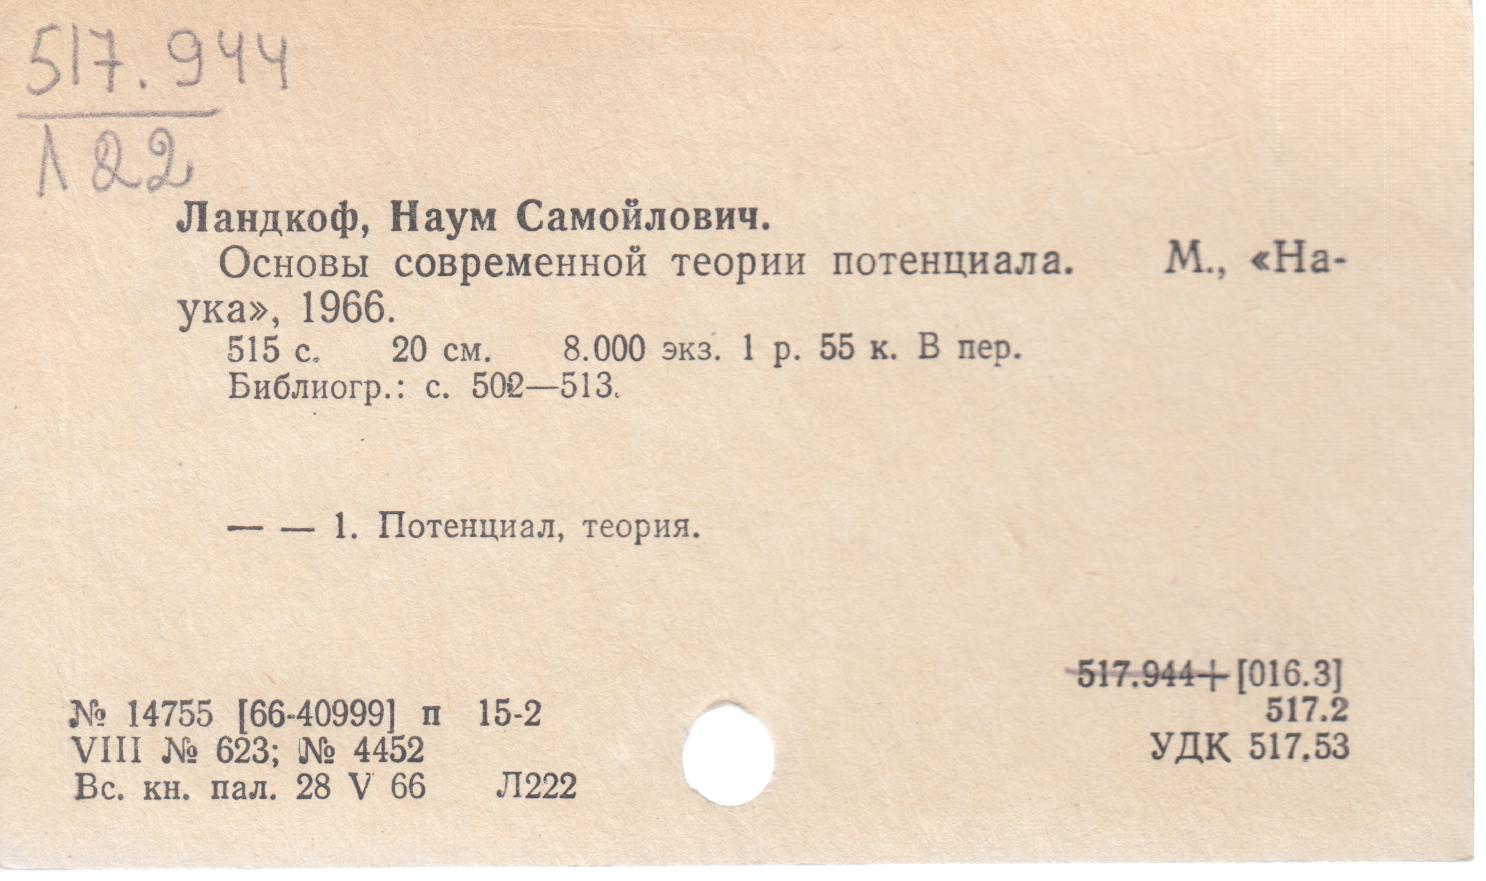 517.944
Л22
Ландкоф, Наум Самойлович.
Основы современной теории потенциала. М., «На-
ука», 1966.
515 с. 20 см. 8.000 экз. 1 р. 55 к. В пер.
Библиогр.: с. 502—513.
— — 1. Потенциал, теория.
517.944+[016.3]
517.2
УДК 517.53
№ 14755 [66-40999] п 15-2
VIII № 623; № 4452
Вс. кн. пал. 28 V 66 Л222